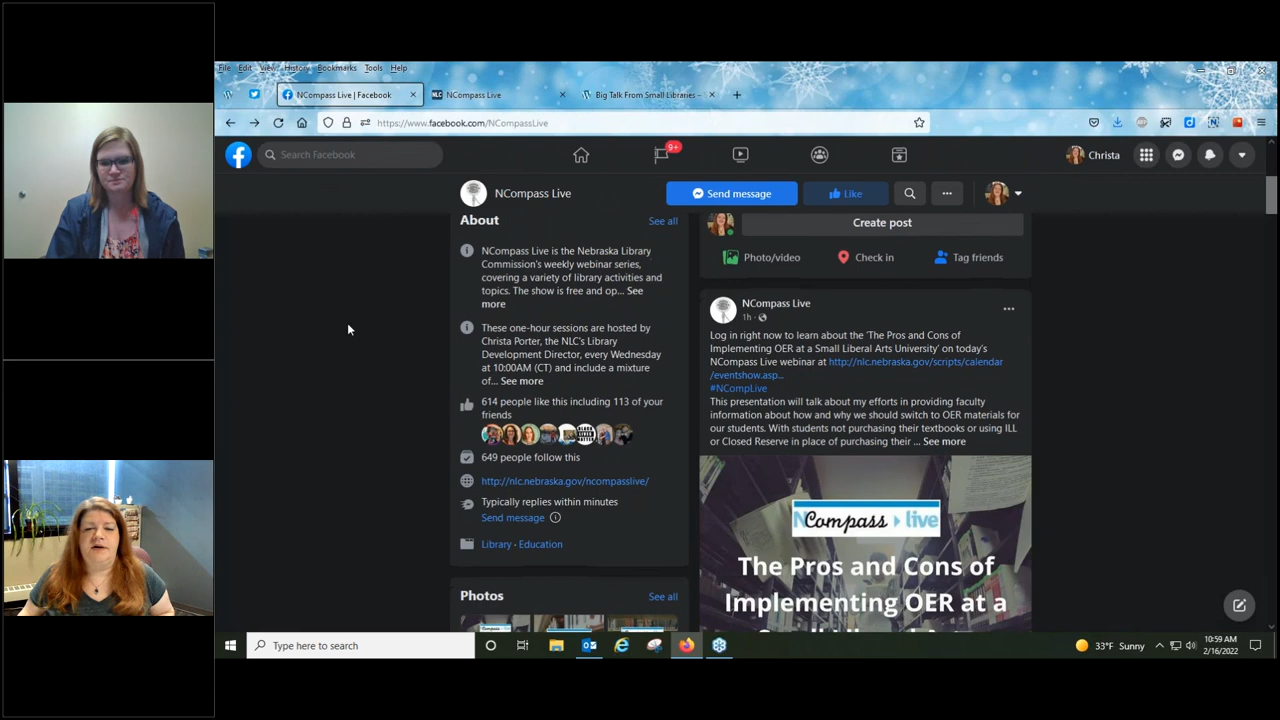 File Edit View History Bookmarks Tools Help
NCompass Live | Facebook
NLC NCompass Live
Big Talk From Small Libraries –
https://www.facebook.com/NCompassLive
Search Facebook
9+
Christa
NCompass Live
Send message
Like
About
See all
NCompass Live is the Nebraska Library
Commission's weekly webinar series,
covering a variety of library activities and
topics. The show is free and op... See
more
These one-hour sessions are hosted by
Christa Porter, the NLC's Library
Development Director, every Wednesday
at 10:00AM (CT) and include a mixture
of... See more
614 people like this including 113 of your
friends
649 people follow this
http://nlc.nebraska.gov/ncompasslive/
Typically replies within minutes
Send message
Library · Education
Photos
See all
Create post
Photo/video
Check in
Tag friends
NCompass Live
1h ·
Log in right now to learn about the 'The Pros and Cons of
Implementing OER at a Small Liberal Arts University' on today's
NCompass Live webinar at http://nlc.nebraska.gov/scripts/calendar
/eventshow.asp...
#NCompLive
This presentation will talk about my efforts in providing faculty
information about how and why we should switch to OER materials for
our students. With students not purchasing their textbooks or using ILL
or Closed Reserve in place of purchasing their ... See more
NCompass live
The Pros and Cons of
Implementing OER at a
Type here to search
33°F Sunny
10:59 AM
2/16/2022